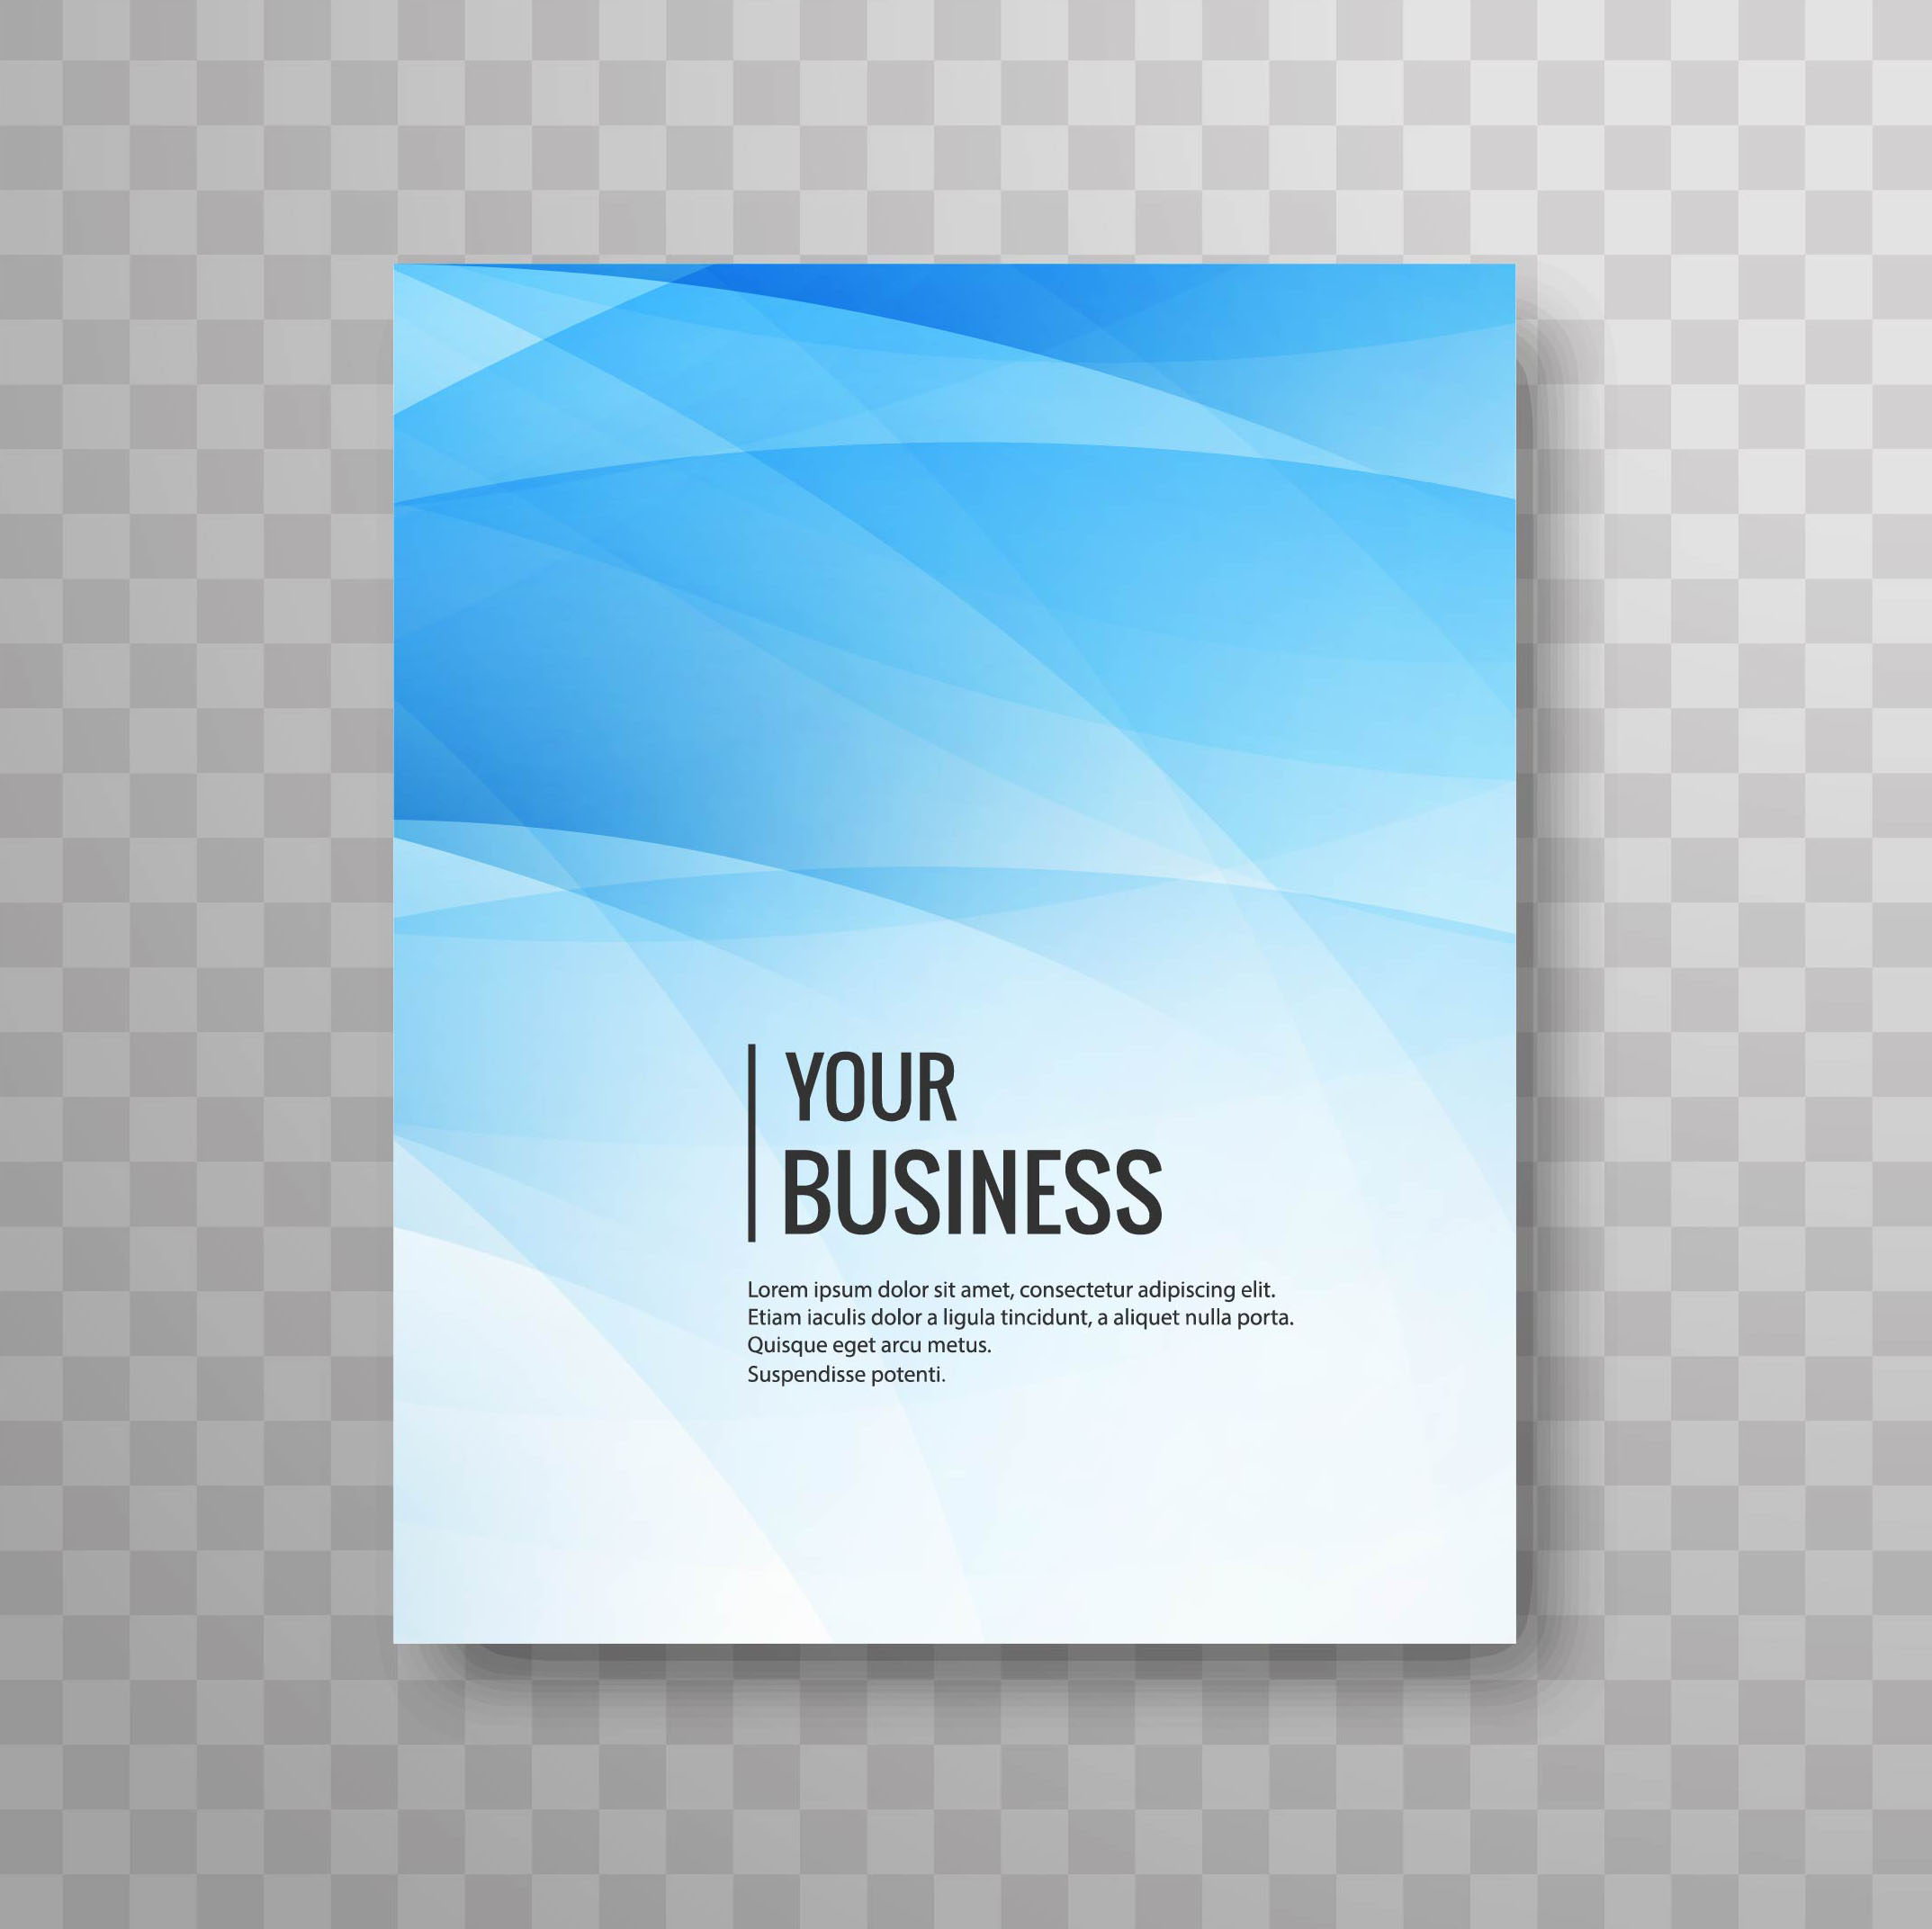 YOUR
BUSINESS
Lorem ipsum dolor sit amet, consectetur adipiscing elit.
Etiam iaculis dolor a ligula tincidunt, a aliquet nulla porta.
Quisque eget arcu metus.
Suspendisse potenti.